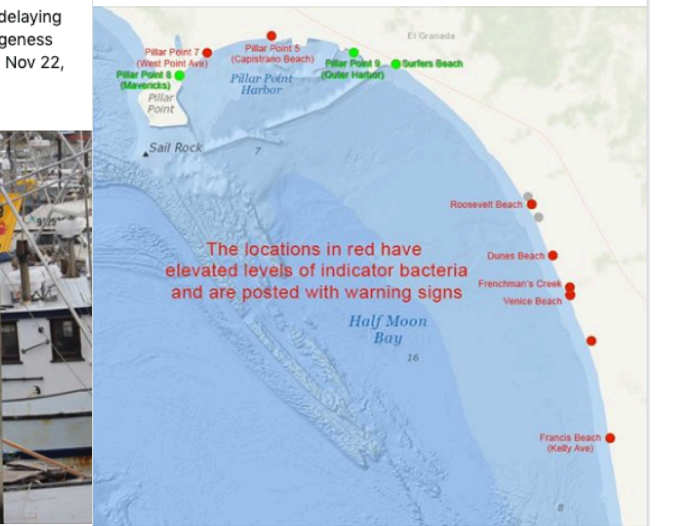 delaying
geness
Nov 22,
El Granada
Pillar Point 7
(West Point Ave)
Pillar Point 5
(Capistrano Beach)
Pillar Point 8
(Mavericks)
Pillar Point 9
(Outer Harbor)
Surfers Beach
Pillar Point
Harbor
Pillar
Point
Sail Rock
7
Roosevelt Beach
The locations in red have
elevated levels of indicator bacteria
and are posted with warning signs
Dunes Beach
Frenchman's Creek
Venice Beach
Half Moon
Bay
16
Francis Beach
(Kelly Ave)
8